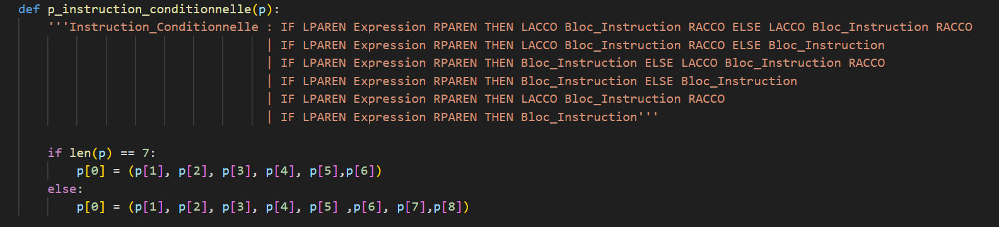 def p_instruction_conditionnelle(p):
'''Instruction_Conditionnelle : IF LPAREN Expression RPAREN THEN LACCO Bloc_Instruction RACCO ELSE LACCO Bloc_Instruction RACCO
| IF LPAREN Expression RPAREN THEN LACCO Bloc_Instruction RACCO ELSE Bloc_Instruction
| IF LPAREN Expression RPAREN THEN Bloc_Instruction ELSE LACCO Bloc_Instruction RACCO
| IF LPAREN Expression RPAREN THEN Bloc_Instruction ELSE Bloc_Instruction
| IF LPAREN Expression RPAREN THEN LACCO Bloc_Instruction RACCO
| IF LPAREN Expression RPAREN THEN Bloc_Instruction'''
if len(p) == 7:
p[0] = (p[1], p[2], p[3], p[4], p[5],p[6])
else:
p[0] = (p[1], p[2], p[3], p[4], p[5] ,p[6], p[7],p[8])